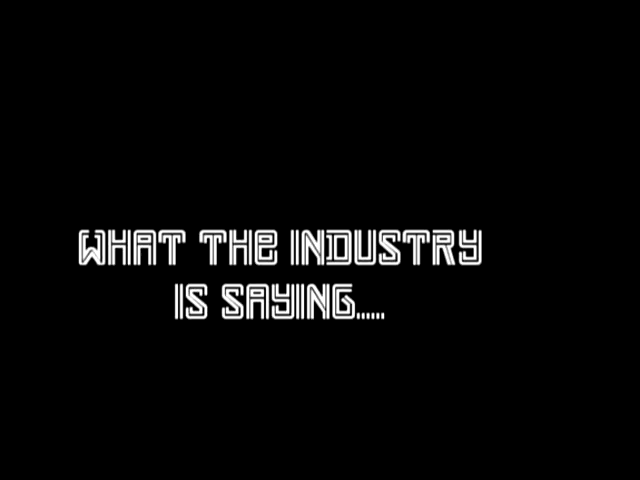 WHAT THE INDUSTRY
IS SAYING......